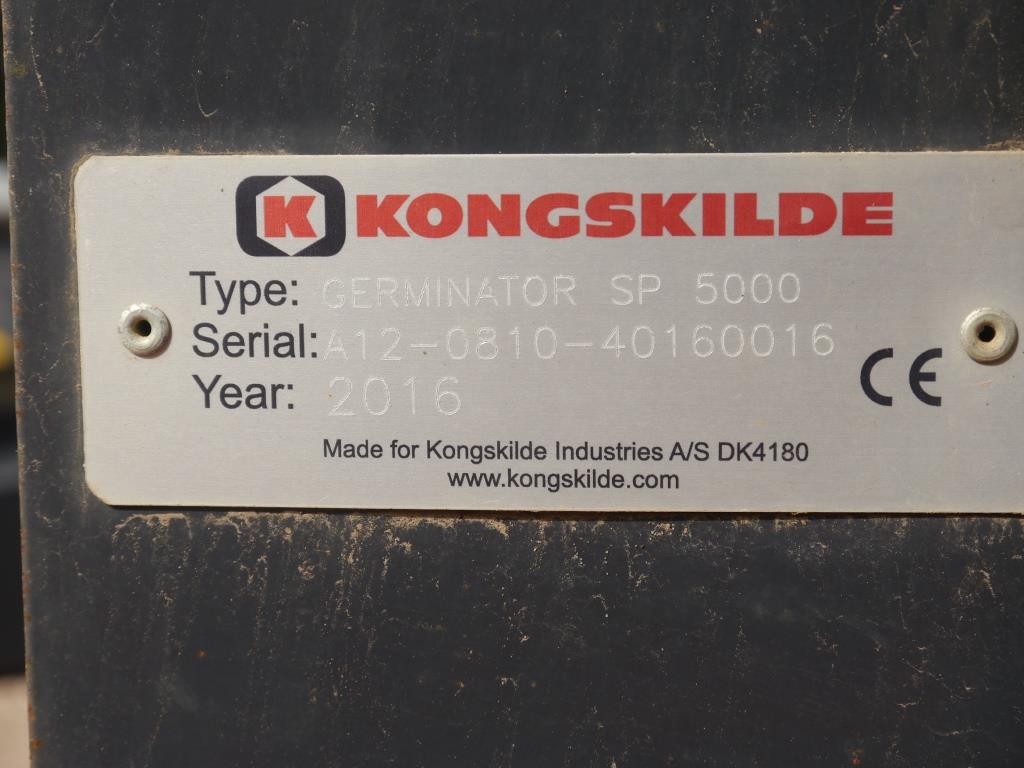 K KONGSKILDE
Type: GERMINATOR SP 5000
Serial: A12-0810-40160016
Year: 2016
CE
Made for Kongskilde Industries A/S DK4180
www.kongskilde.com